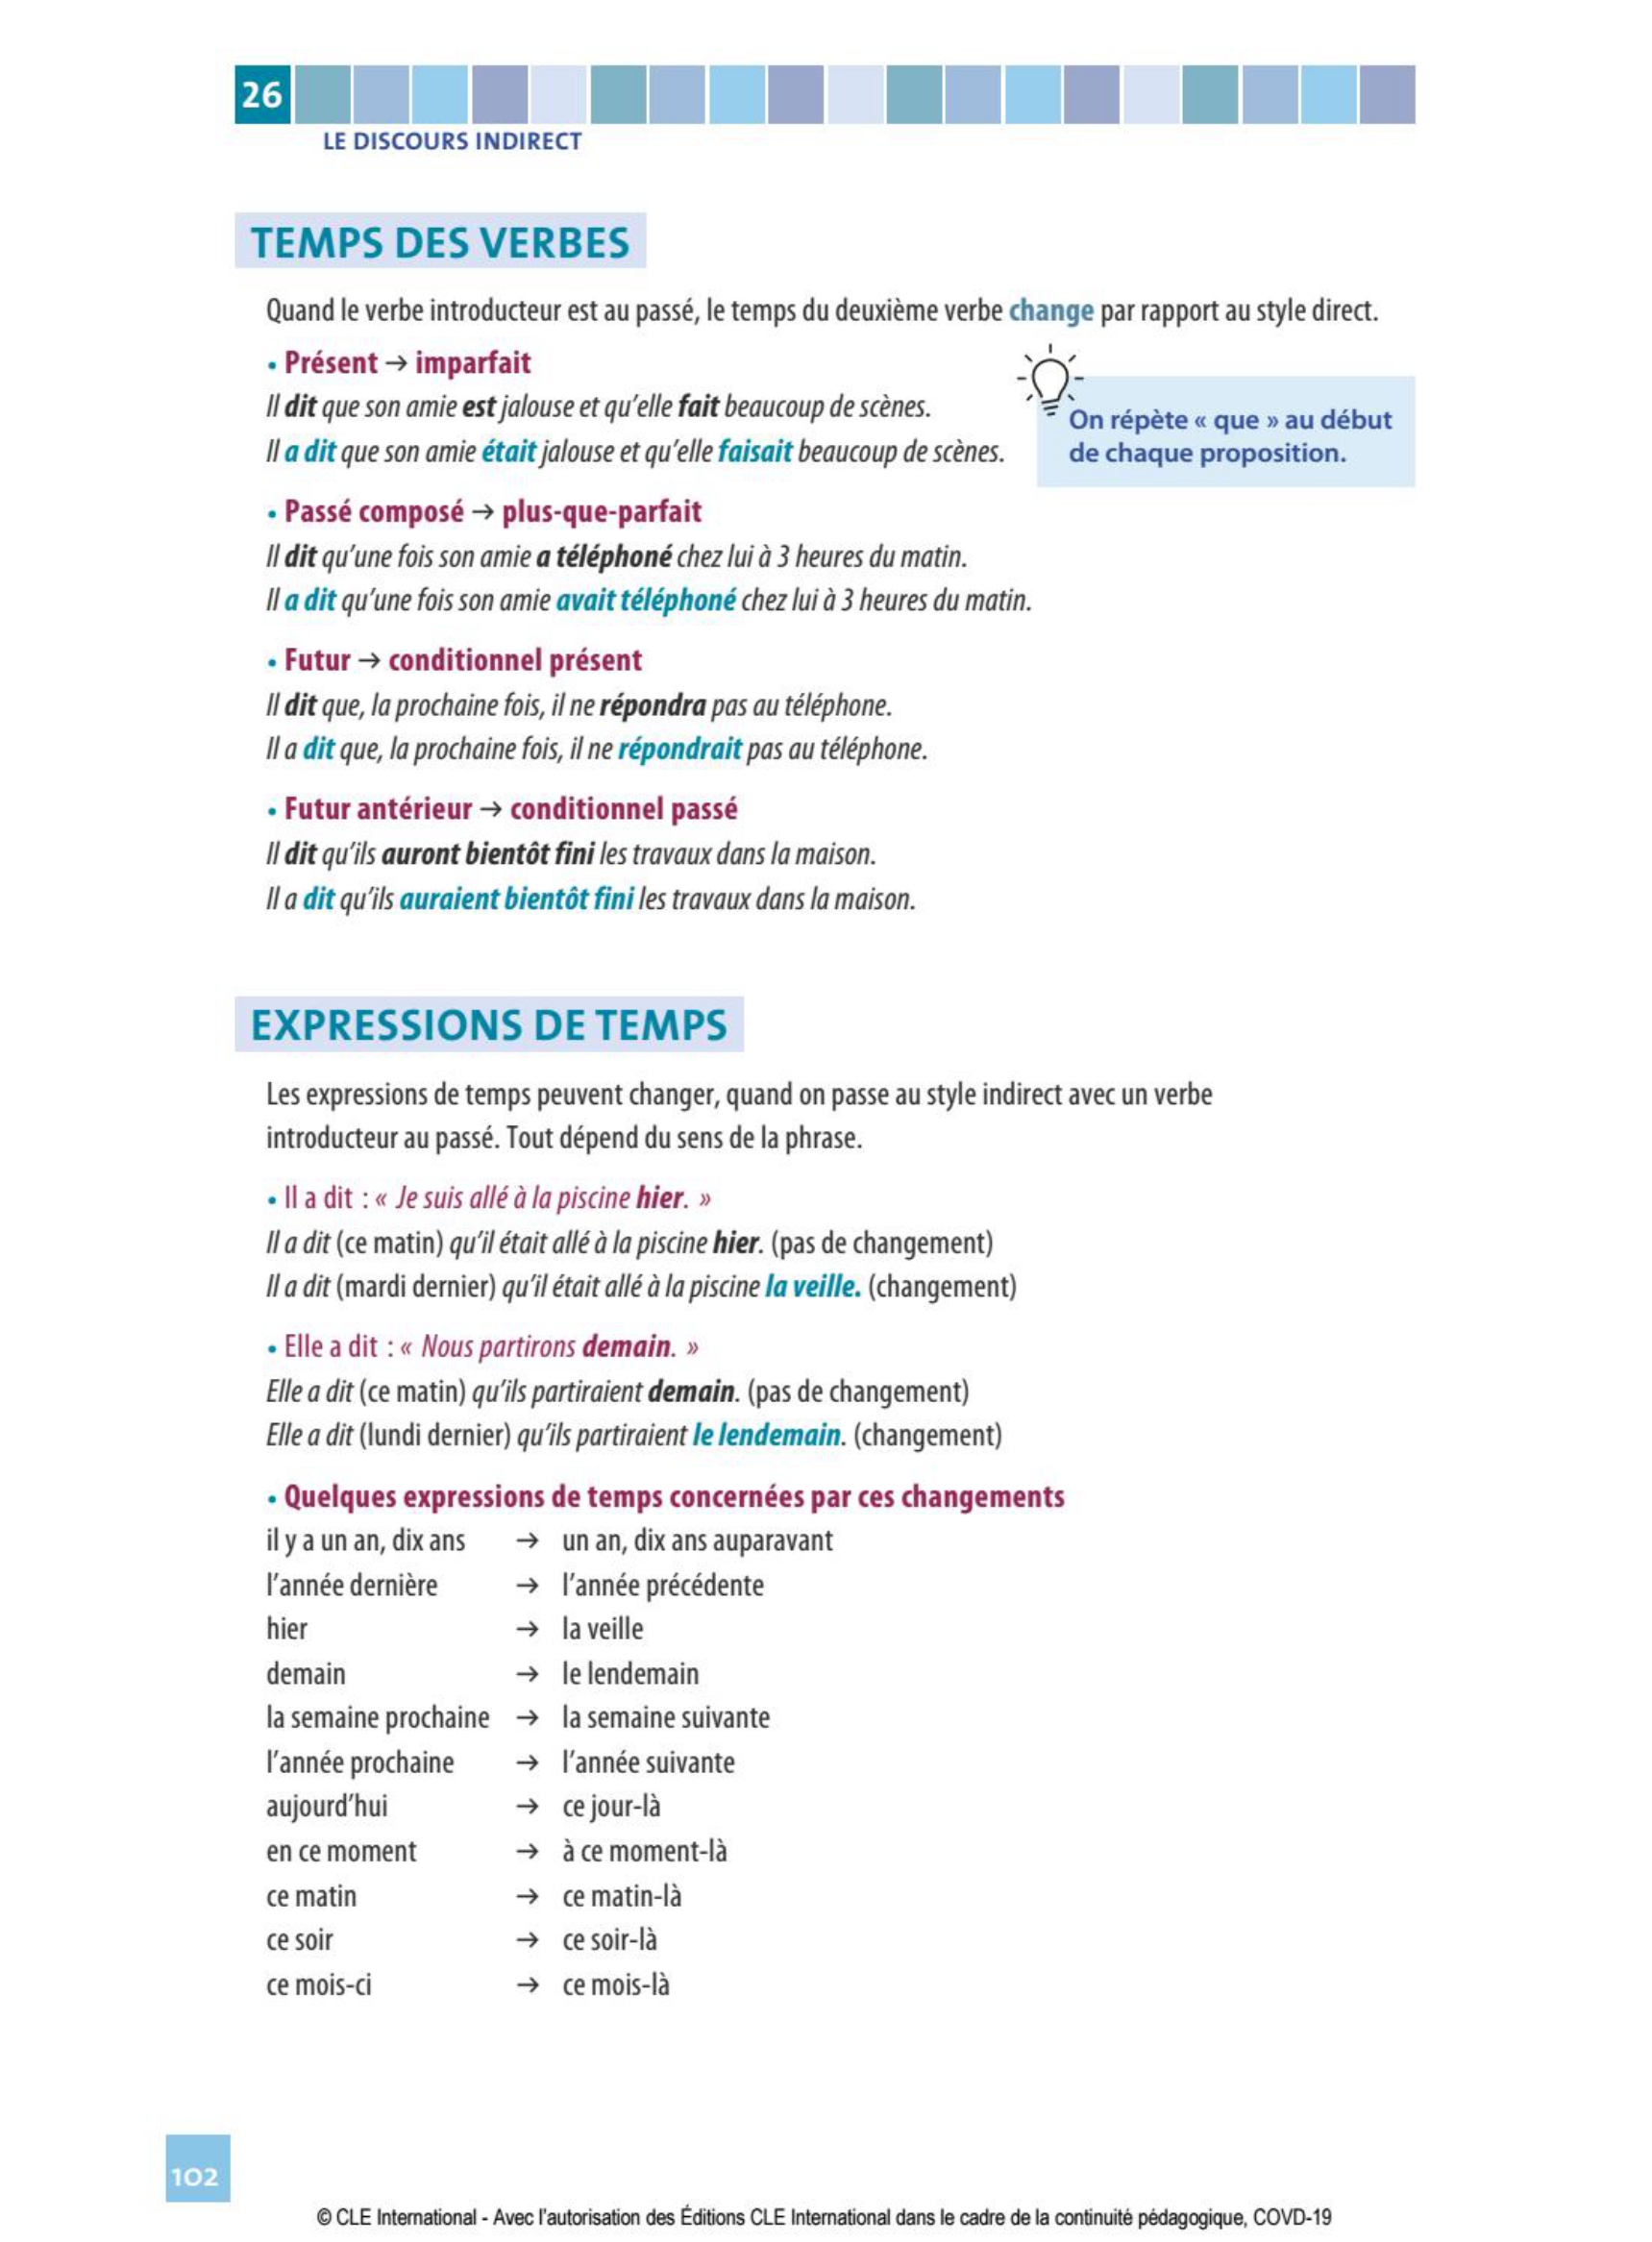 26
LE DISCOURS INDIRECT
TEMPS DES VERBES
Quand le verbe introducteur est au passé, le temps du deuxième verbe change par rapport au style direct.
• Présent → imparfait
Il dit que son amie est jalouse et qu'elle fait beaucoup de scènes.
Il a dit que son amie était jalouse et qu'elle faisait beaucoup de scènes.
On répète « que » au début
de chaque proposition.
• Passé composé → plus-que-parfait
Il dit qu'une fois son amie a téléphoné chez lui à 3 heures du matin.
Il a dit qu'une fois son amie avait téléphoné chez lui à 3 heures du matin.
• Futur → conditionnel présent
Il dit que, la prochaine fois, il ne répondra pas au téléphone.
Il a dit que, la prochaine fois, il ne répondrait pas au téléphone.
• Futur antérieur → conditionnel passé
Il dit qu'ils auront bientôt fini les travaux dans la maison.
Il a dit qu'ils auraient bientôt fini les travaux dans la maison.
EXPRESSIONS DE TEMPS
Les expressions de temps peuvent changer, quand on passe au style indirect avec un verbe
introducteur au passé. Tout dépend du sens de la phrase.
• Il a dit : « Je suis allé à la piscine hier. »
Il a dit (ce matin) qu'il était allé à la piscine hier. (pas de changement)
Il a dit (mardi dernier) qu'il était allé à la piscine la veille. (changement)
• Elle a dit : « Nous partirons demain. »
Elle a dit (ce matin) qu'ils partiraient demain. (pas de changement)
Elle a dit (lundi dernier) qu'ils partiraient le lendemain. (changement)
• Quelques expressions de temps concernées par ces changements
il y a un an, dix ans → un an, dix ans auparavant
l'année dernière → l'année précédente
hier → la veille
demain → le lendemain
la semaine prochaine → la semaine suivante
l'année prochaine → l'année suivante
aujourd'hui → ce jour-là
en ce moment → à ce moment-là
ce matin → ce matin-là
ce soir → ce soir-là
ce mois-ci → ce mois-là
102
© CLE International - Avec l'autorisation des Éditions CLE International dans le cadre de la continuité pédagogique, COVD-19